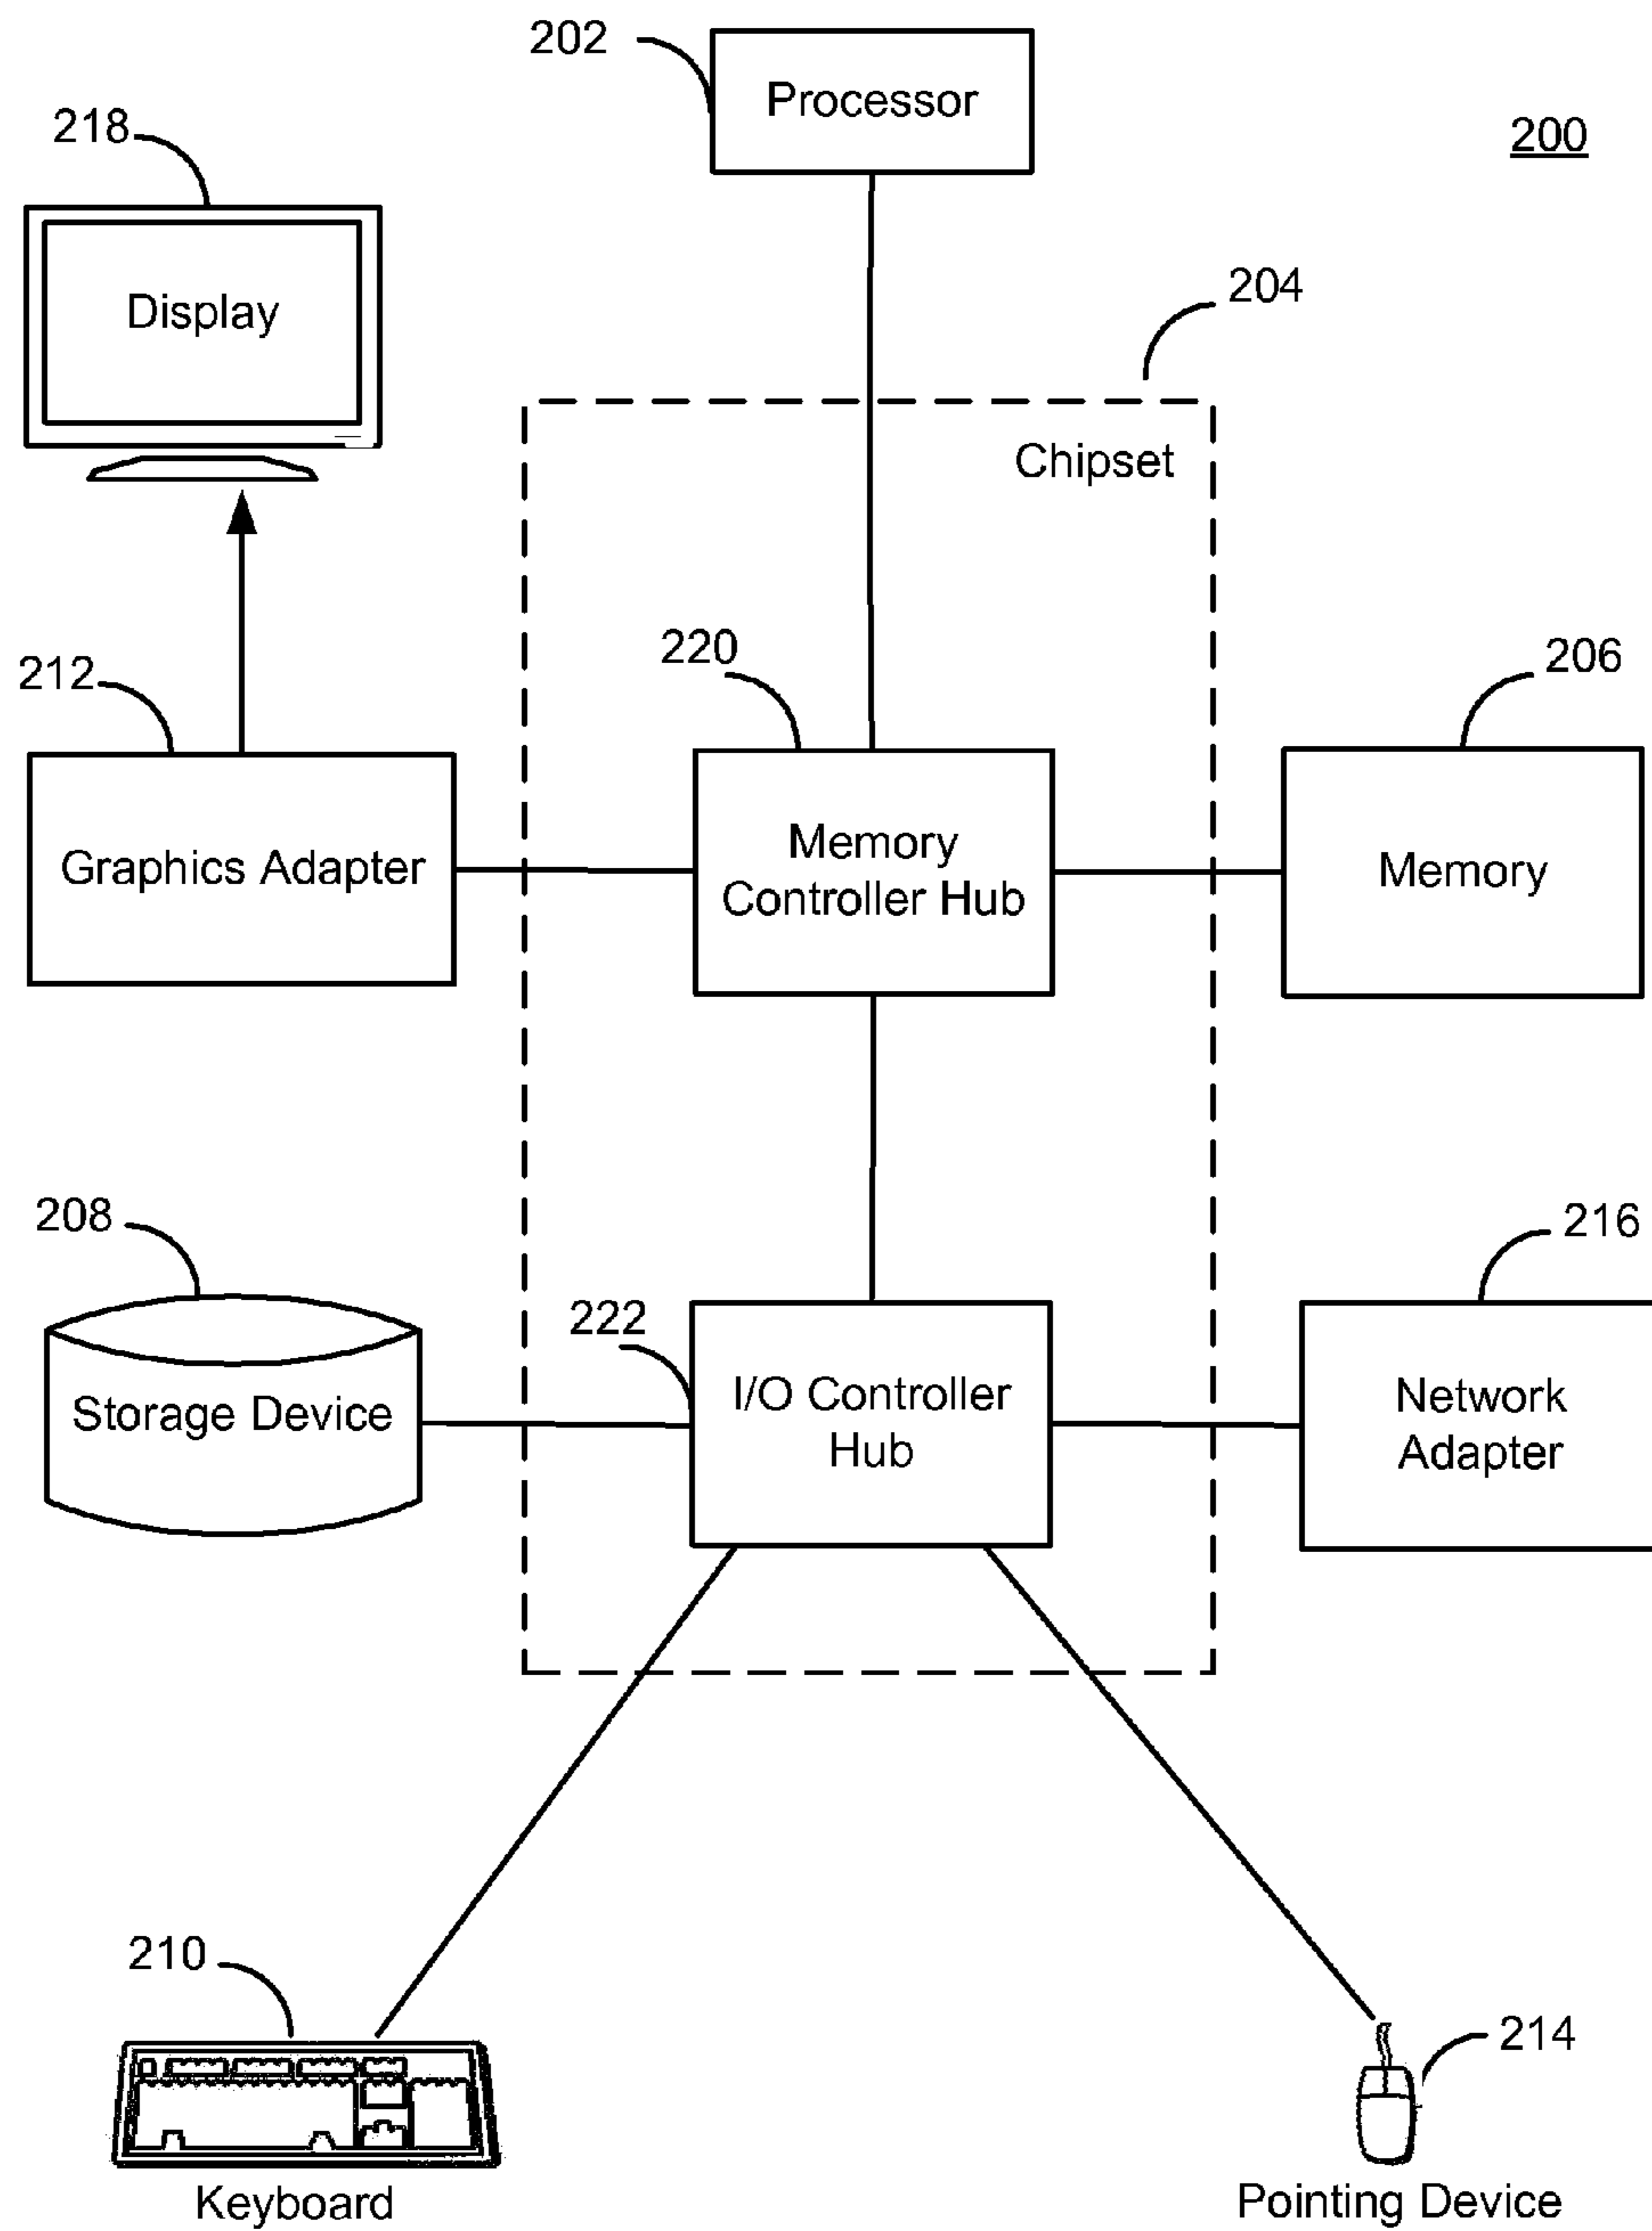 202
Processor
218
200
Display
204
Chipset
220
206
212
Memory
Controller Hub
Graphics Adapter
Memory
208
216
222
I/O Controller
Hub
Storage Device
Network
Adapter
210
214
Keyboard
Pointing Device